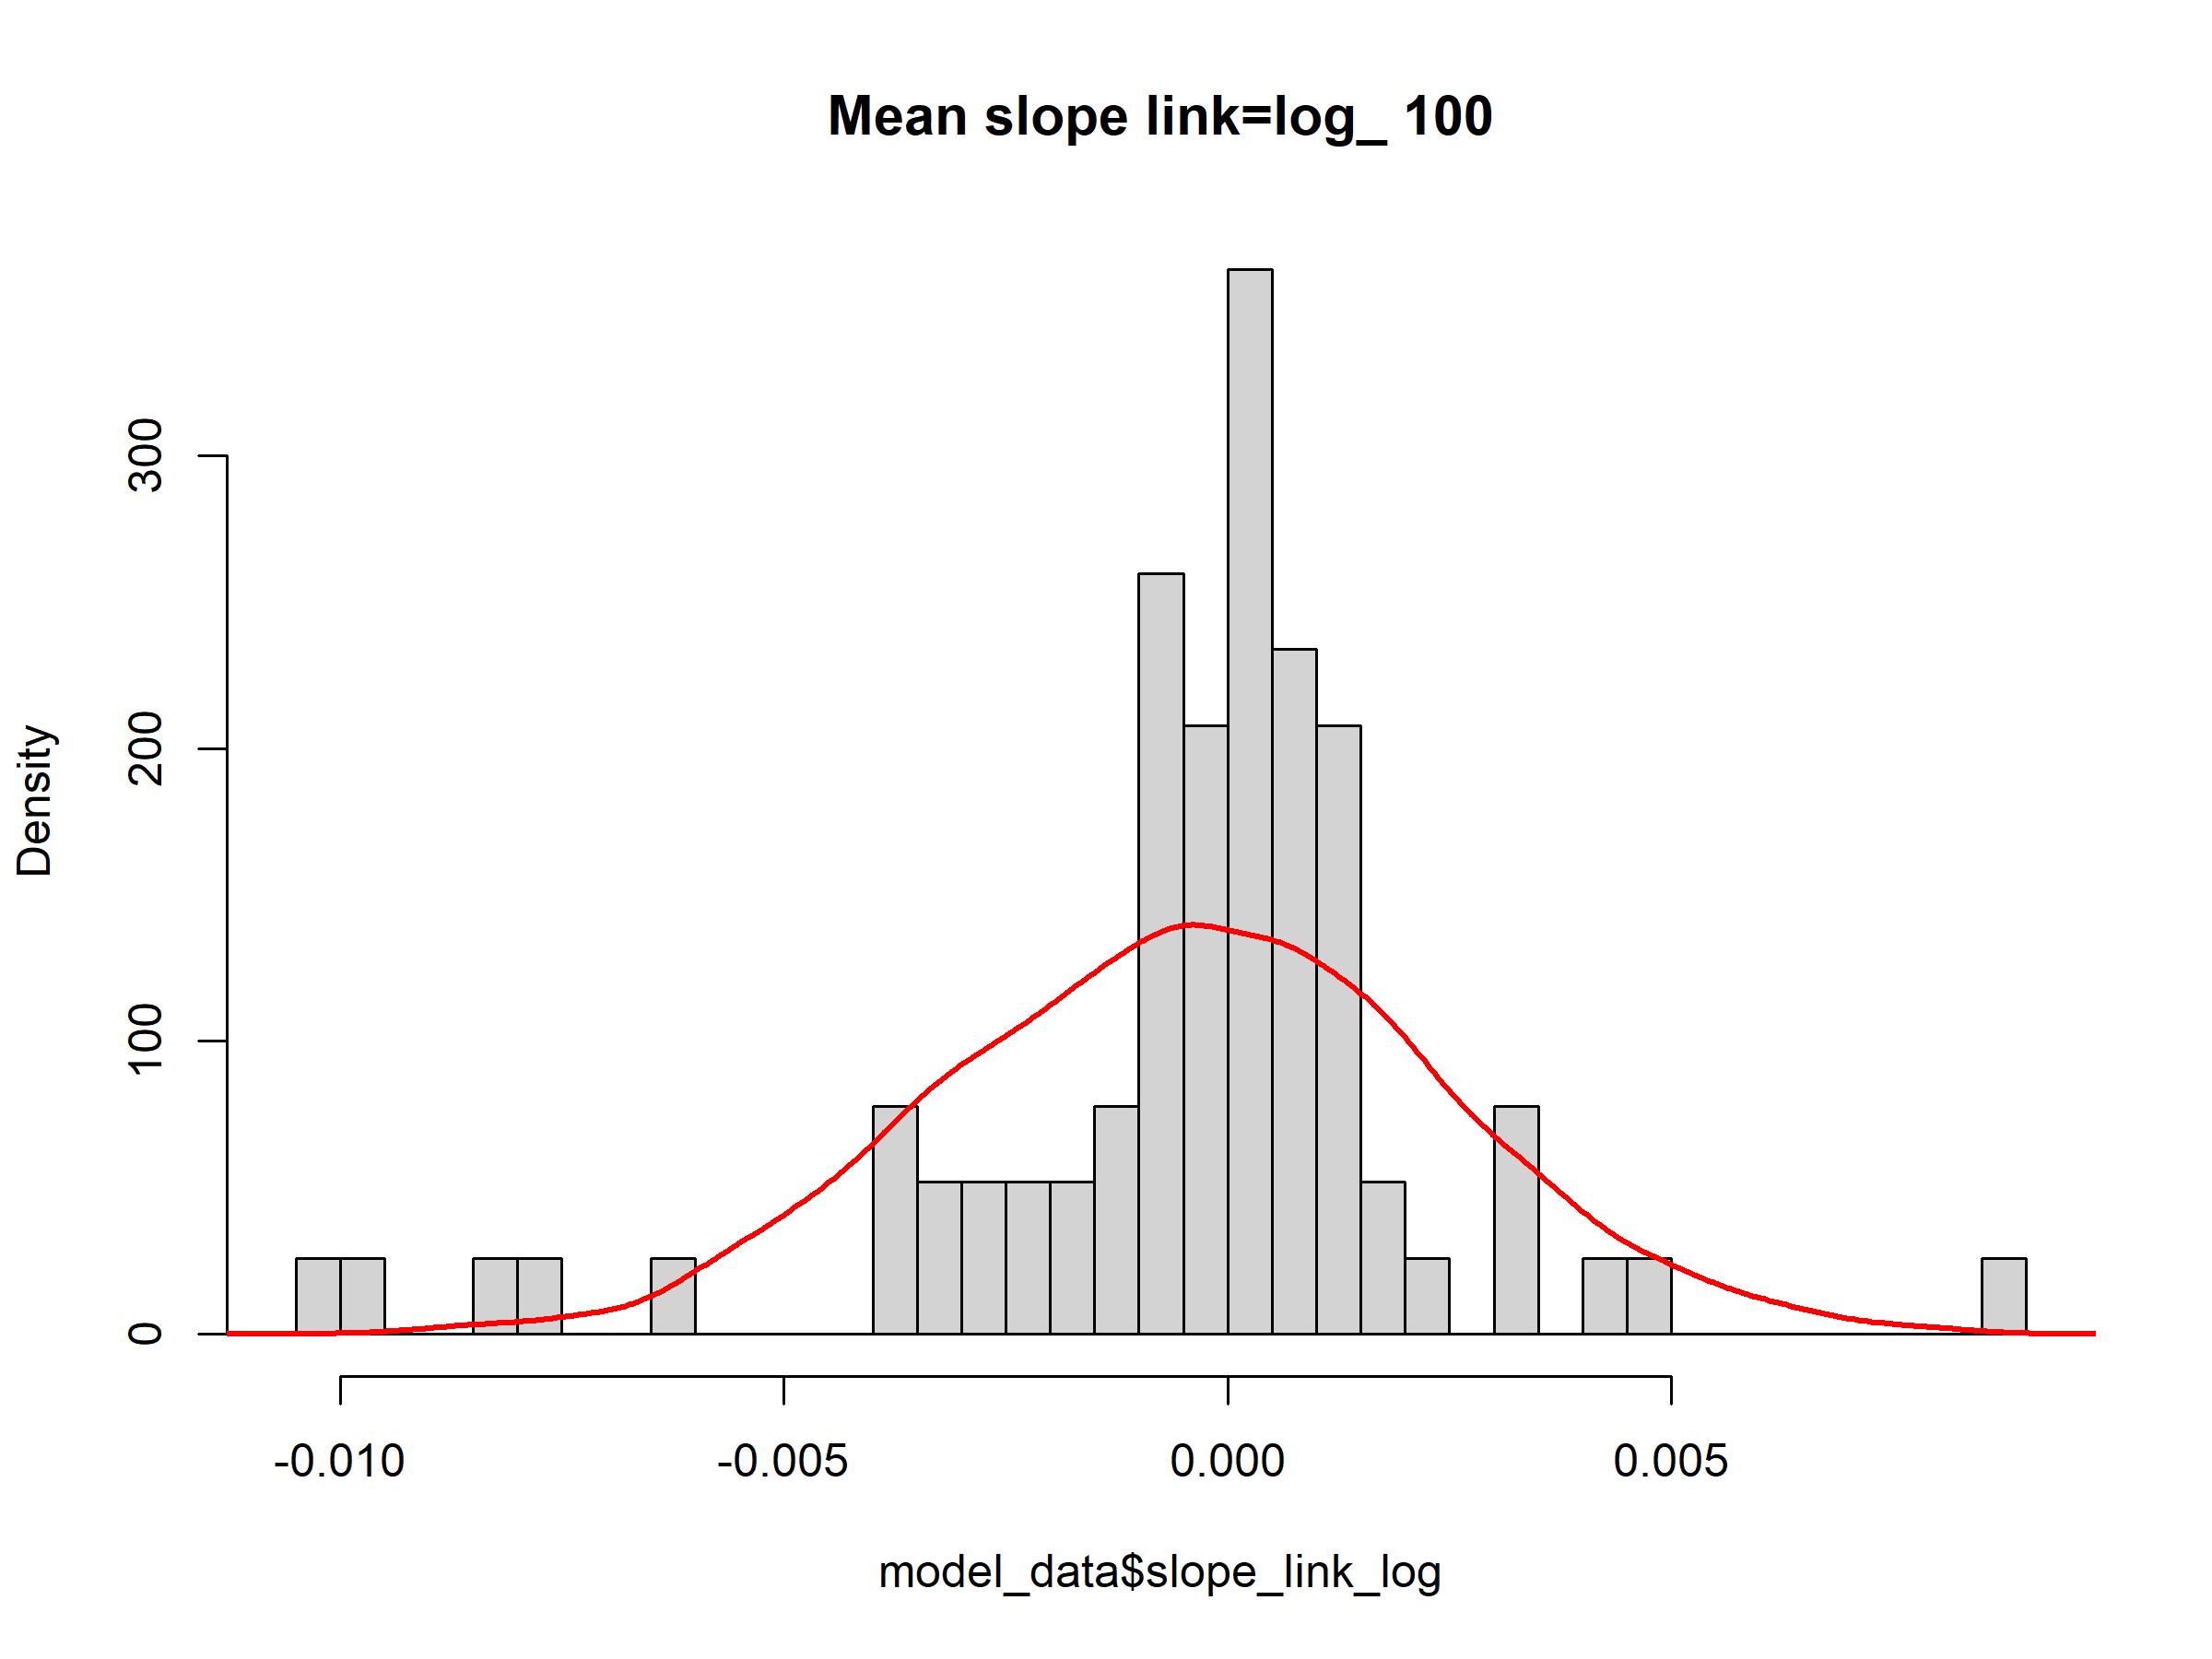 Mean slope link=log_ 100
Density
300
200
100
0
-0.010 -0.005 0.000 0.005
model_data$slope_link_log